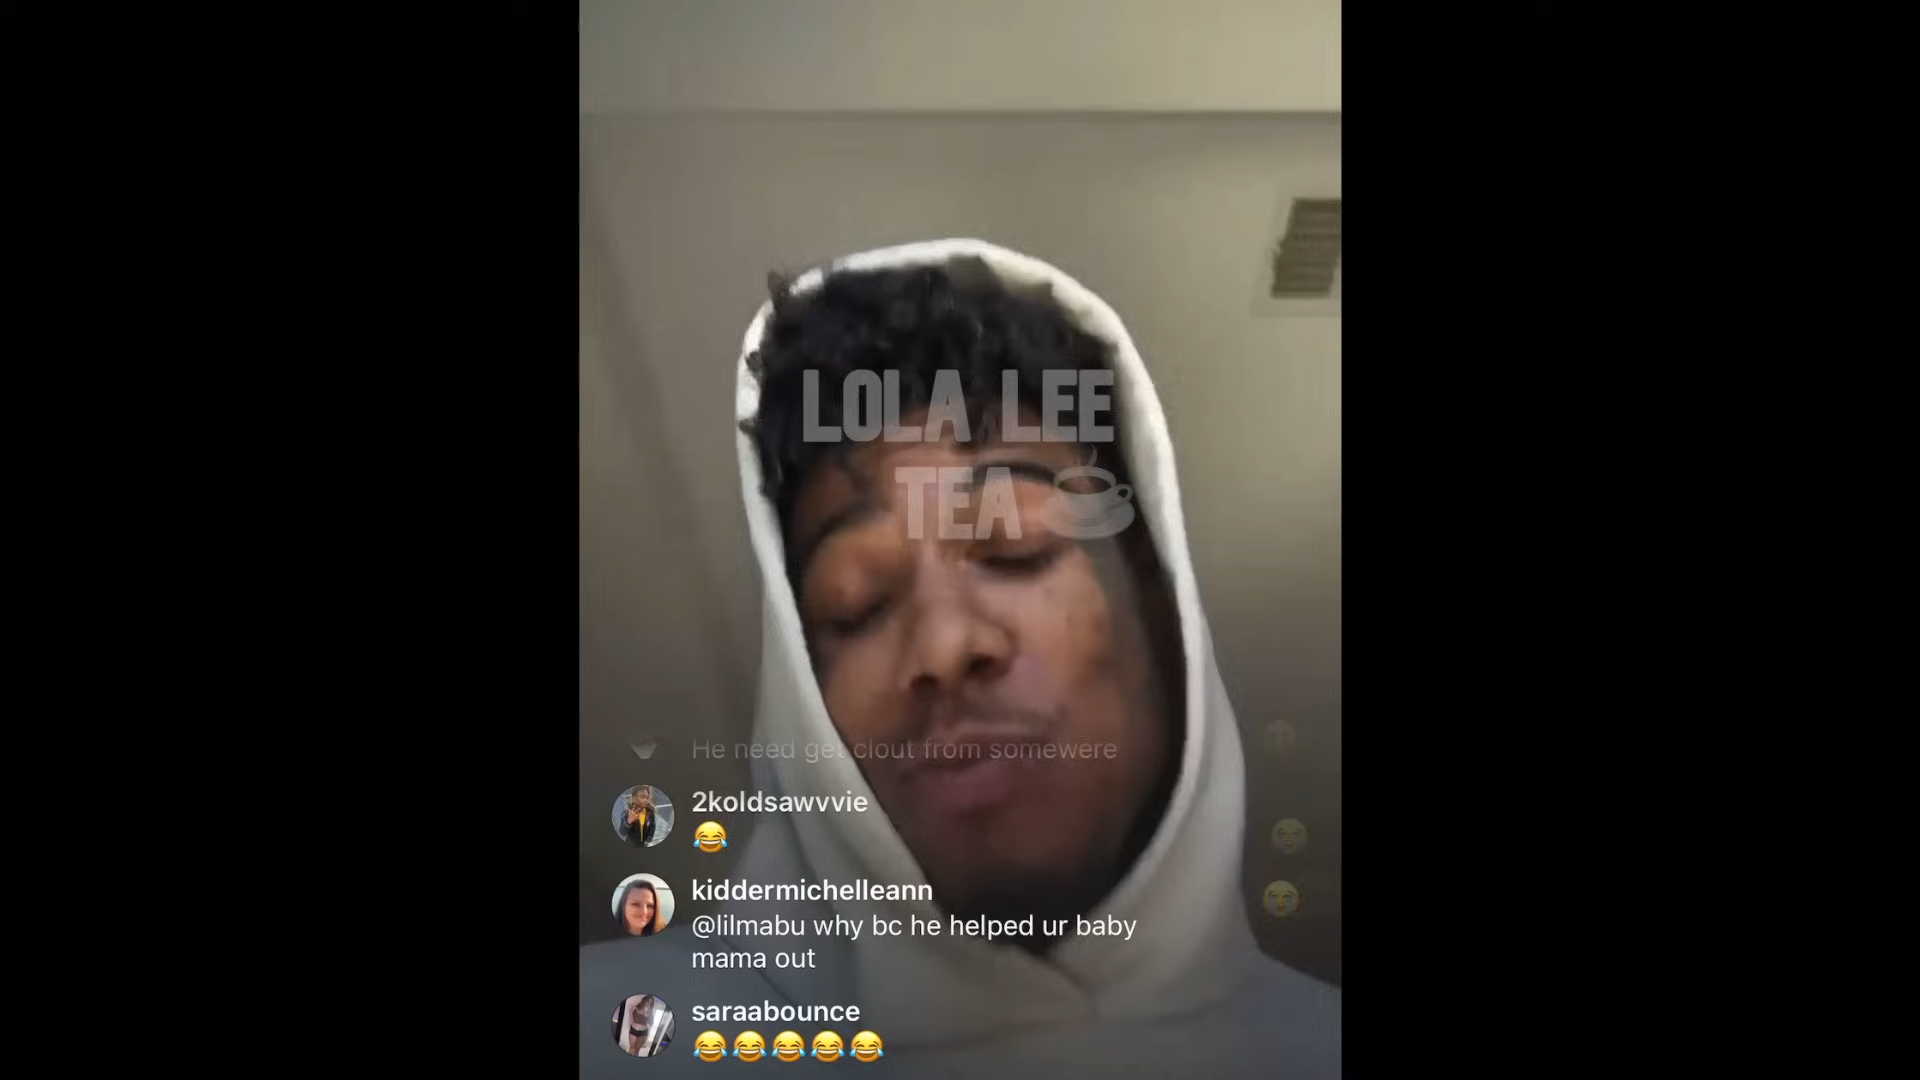 LOLA LEE
TEA
He need get clout from somewere
2koldsawvvie
😂
kiddermichelleann
@lilmabu why bc he helped ur baby
mama out
saraabounce
😂😂😂😂😂